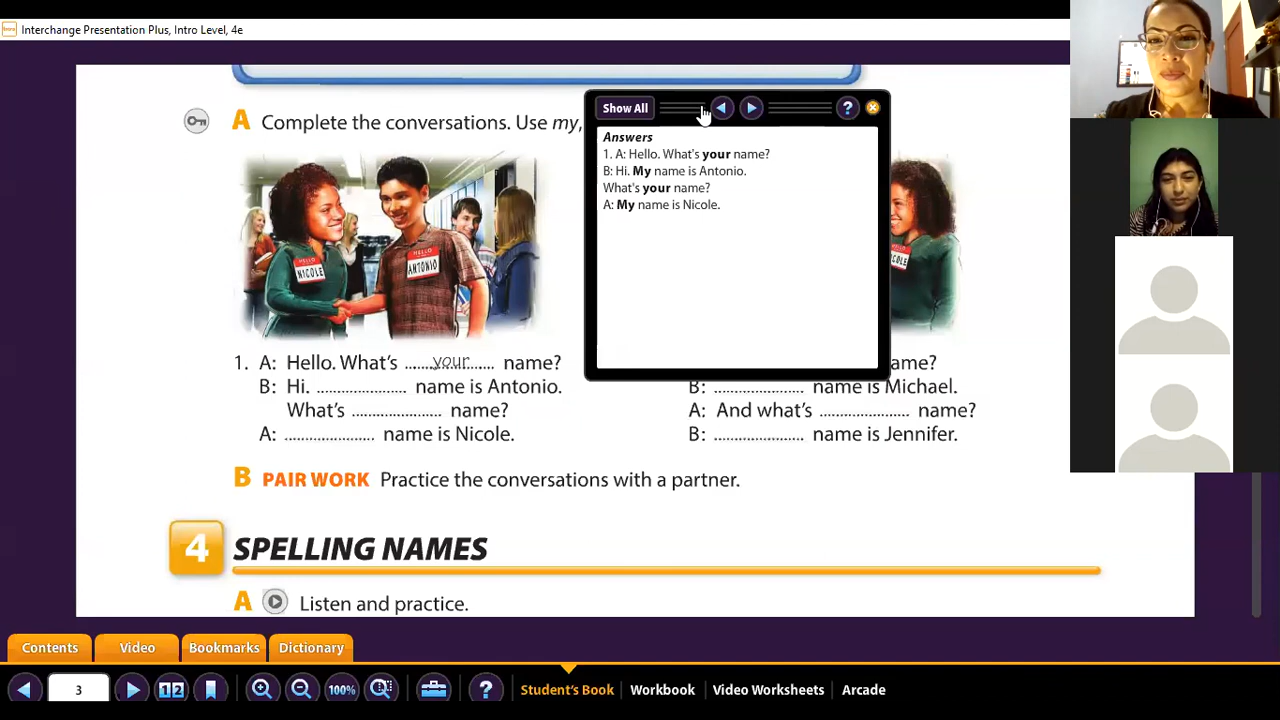 Interchange Presentation Plus, Intro Level, 4e
A Complete the conversations. Use my,
HELLO
NICOLE
HELLO
ANTONIO
1. A: Hello. What's your name?
B: Hi. .................... name is Antonio.
What's .................... name?
A: .................... name is Nicole.
Show All
?
Answers
1. A: Hello. What's your name?
B: Hi. My name is Antonio.
What's your name?
A: My name is Nicole.
ame?
B: .................... name is Michael.
A: And what's .................... name?
B: .................... name is Jennifer.
B PAIR WORK Practice the conversations with a partner.
4 SPELLING NAMES
A Listen and practice.
Contents Video Bookmarks Dictionary
3 12 100% ? Student's Book Workbook Video Worksheets Arcade